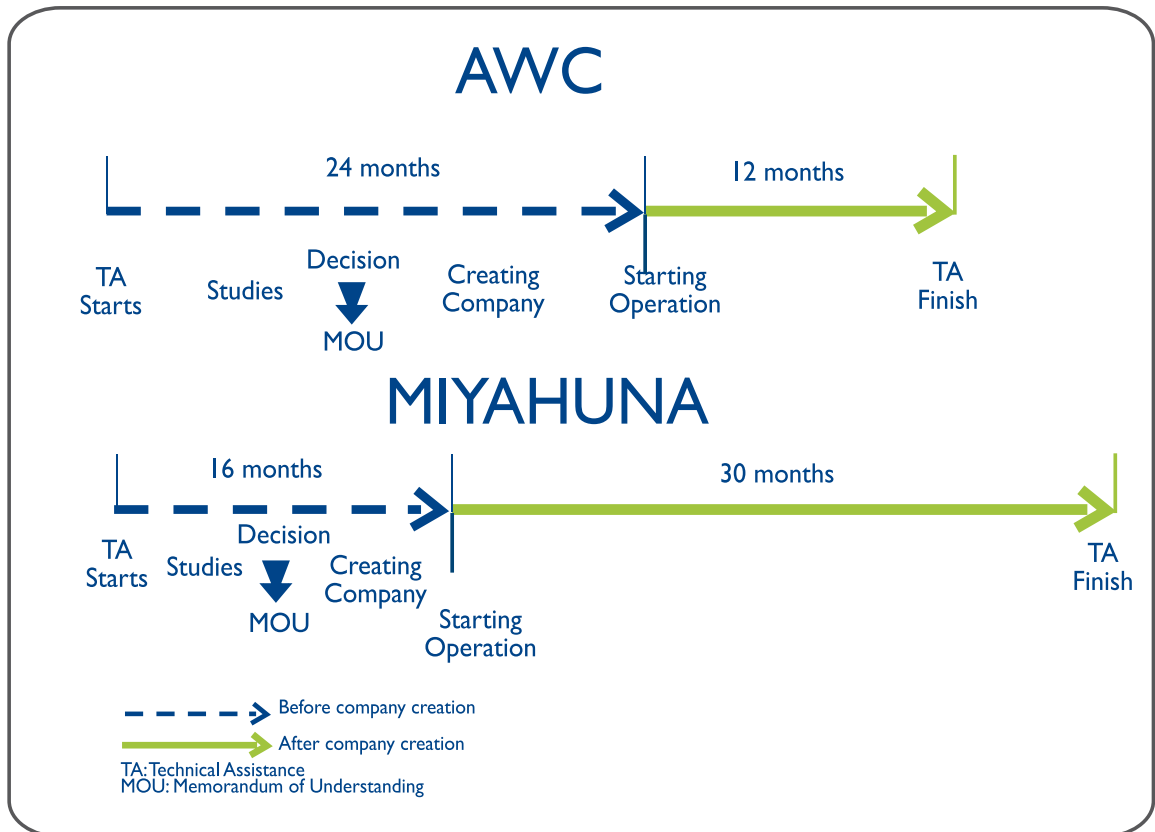 AWC
24 months
12 months
TA
Starts
Studies
Decision
MOU
Creating
Company
Starting
Operation
TA
Finish
MIYAHUNA
16 months
30 months
TA
Starts
Studies
Decision
MOU
Creating
Company
Starting
Operation
TA
Finish
Before company creation
After company creation
TA: Technical Assistance
MOU: Memorandum of Understanding